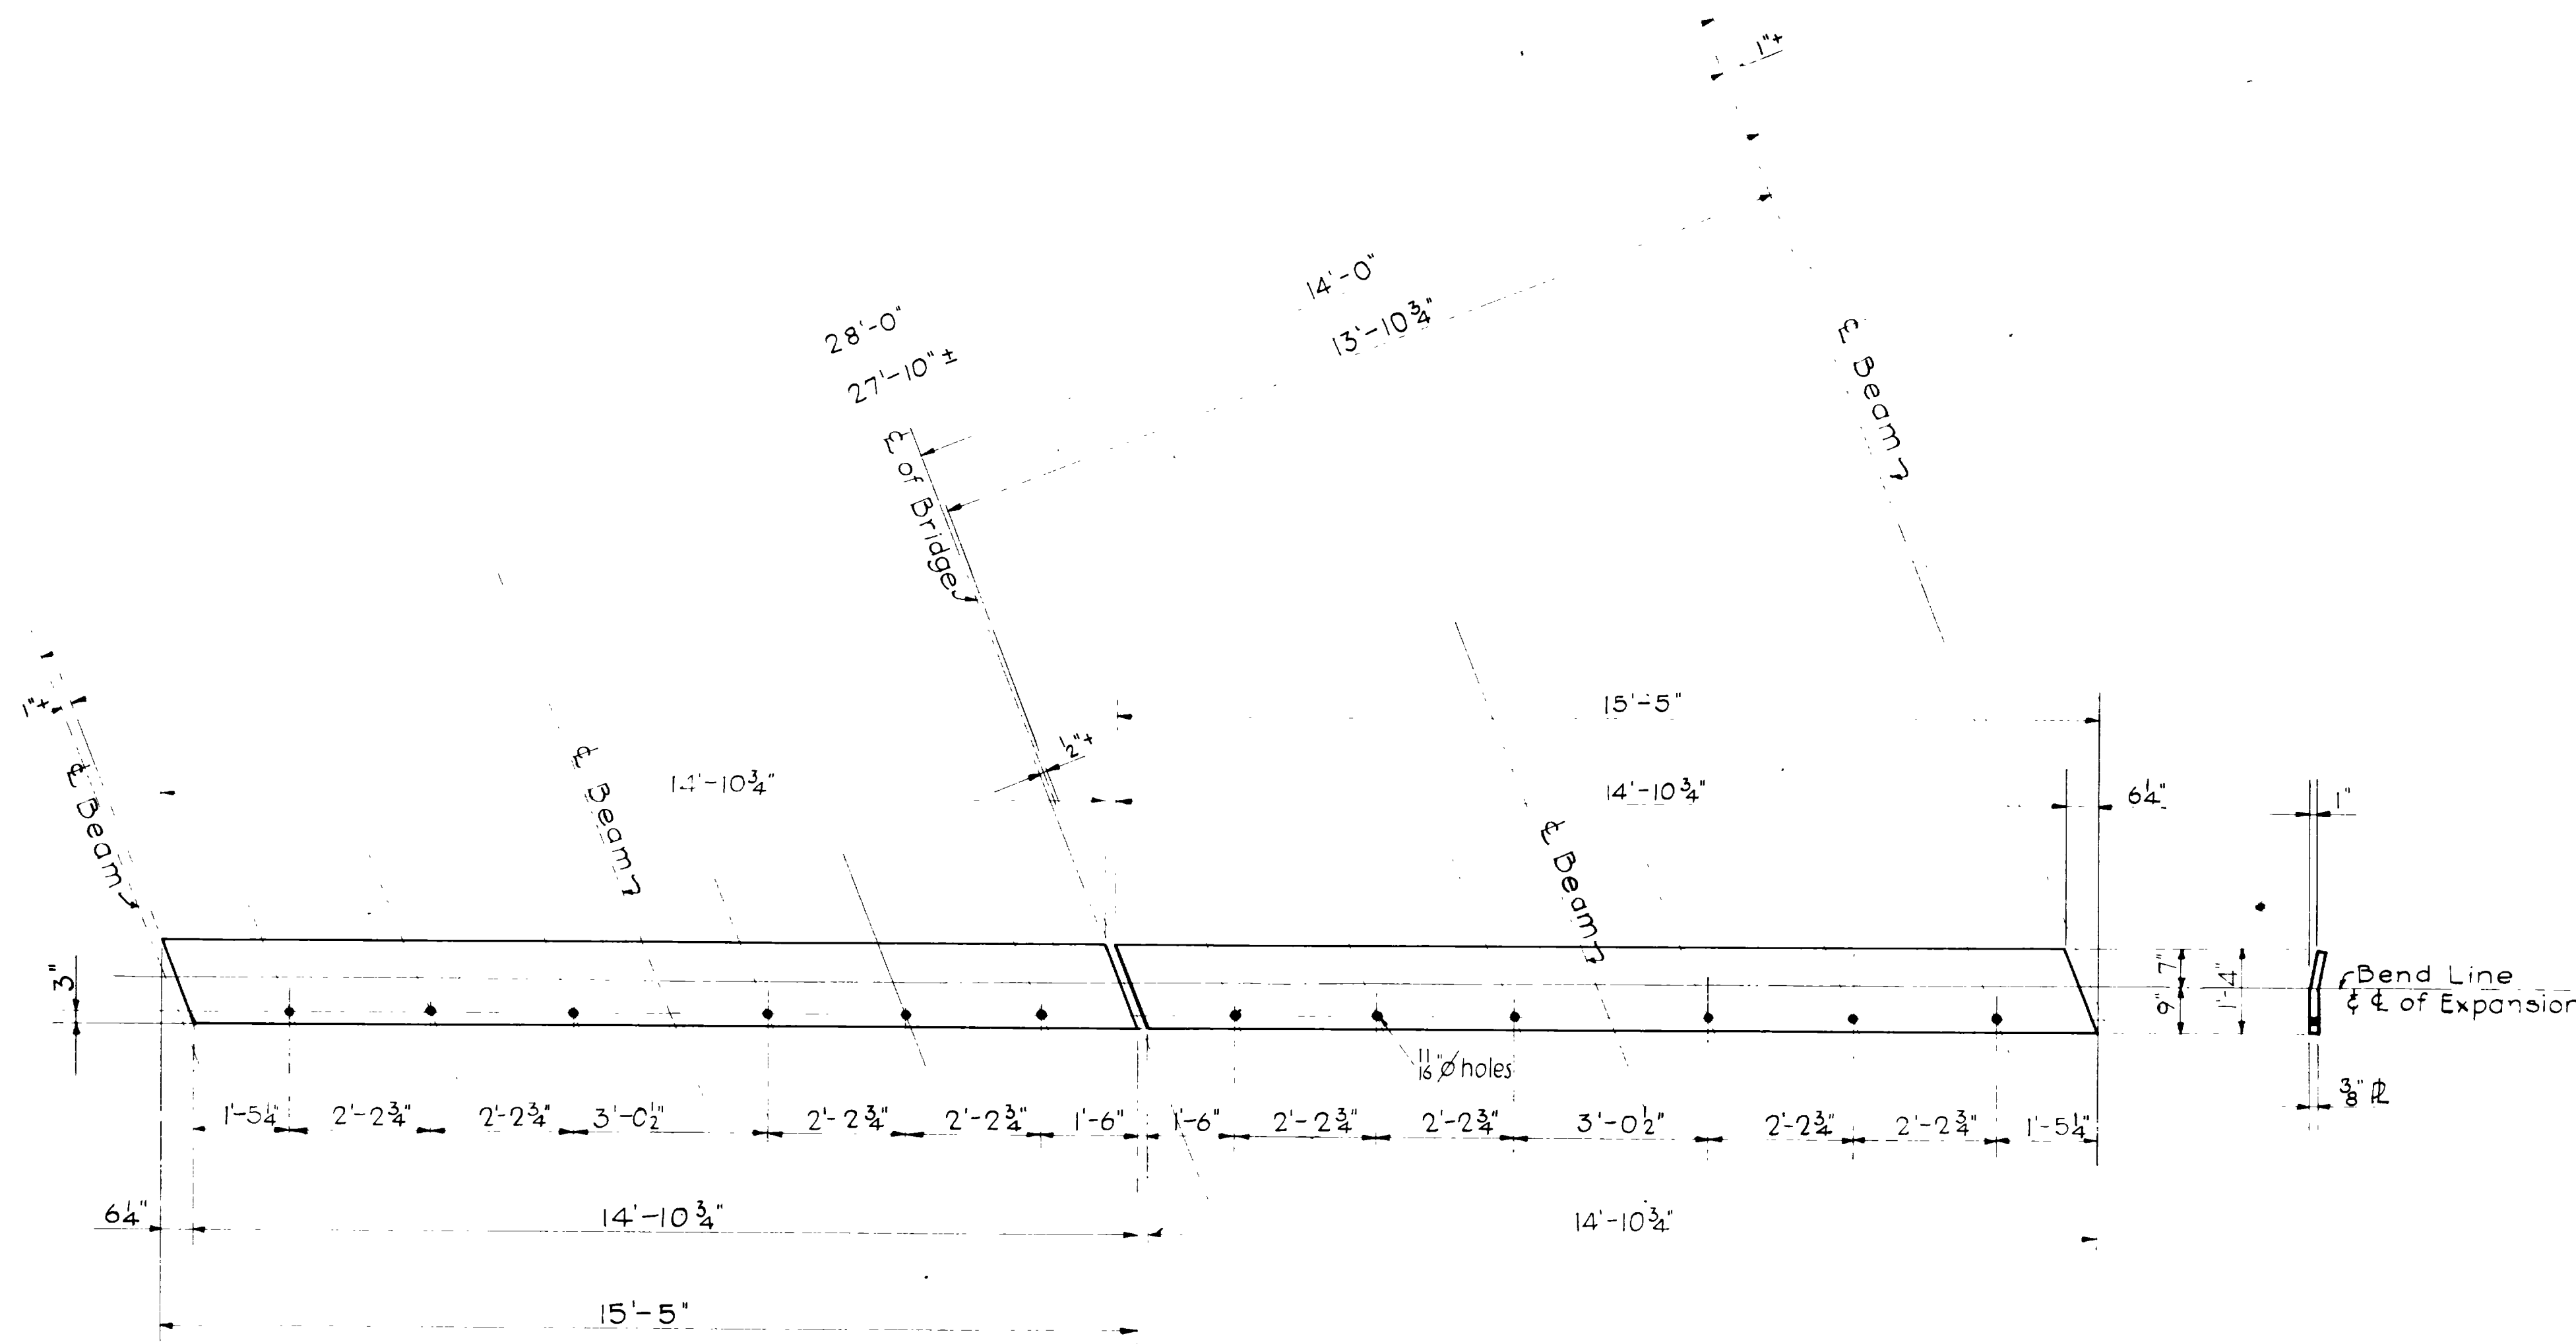 1"+
14'-0"
13'-10¾"
28'-0"
27'-10"±
℄ Beam
℄ of Bridge
1"+
℄ Beam
℄ Beam
14'-10¾"
½"+
15'-5"
14'-10¾"
6¼"
1"
℄ Beam
3"
7"
9"
1'-4"
Bend Line
& ℄ of Expansion
11/16"ø holes
⅜" ℞
1'-5¼" 2'-2¾" 2'-2¾" 3'-0½" 2'-2¾" 2'-2¾" 1'-6" 1'-6" 2'-2¾" 2'-2¾" 3'-0½" 2'-2¾" 2'-2¾" 1'-5¼"
6¼" 14'-10¾" 14'-10¾"
15'-5"